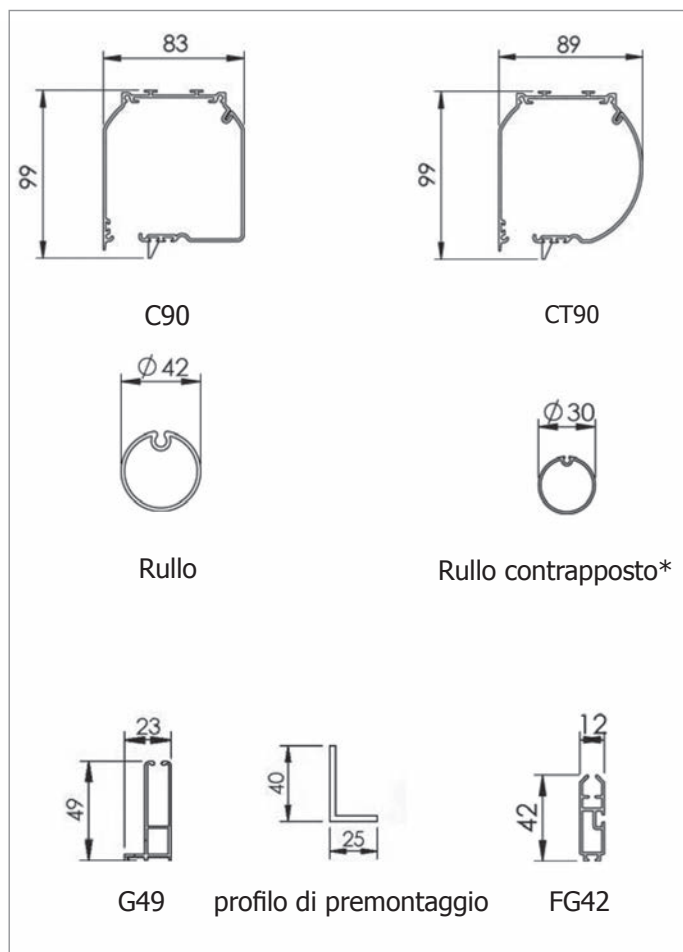 83
89
99
99
C90
CT90
Ø 42
Ø 30
Rullo
Rullo contrapposto*
23
12
49
40
42
25
G49
profilo di premontaggio
FG42